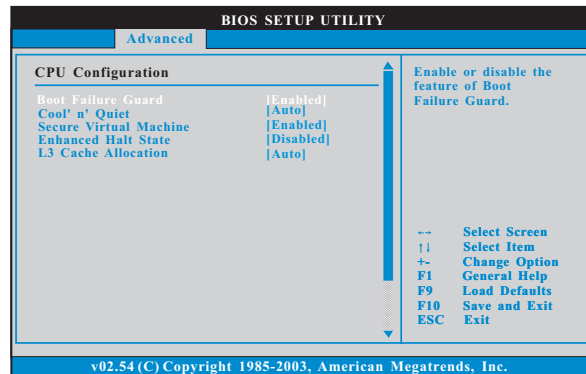 BIOS SETUP UTILITY
Advanced
CPU Configuration
Boot Failure Guard [Enabled]
Cool' n' Quiet [Auto]
Secure Virtual Machine [Enabled]
Enhanced Halt State [Disabled]
L3 Cache Allocation [Auto]
Enable or disable the
feature of Boot
Failure Guard.
←→ Select Screen
↑↓ Select Item
+- Change Option
F1 General Help
F9 Load Defaults
F10 Save and Exit
ESC Exit
v02.54 (C) Copyright 1985-2003, American Megatrends, Inc.